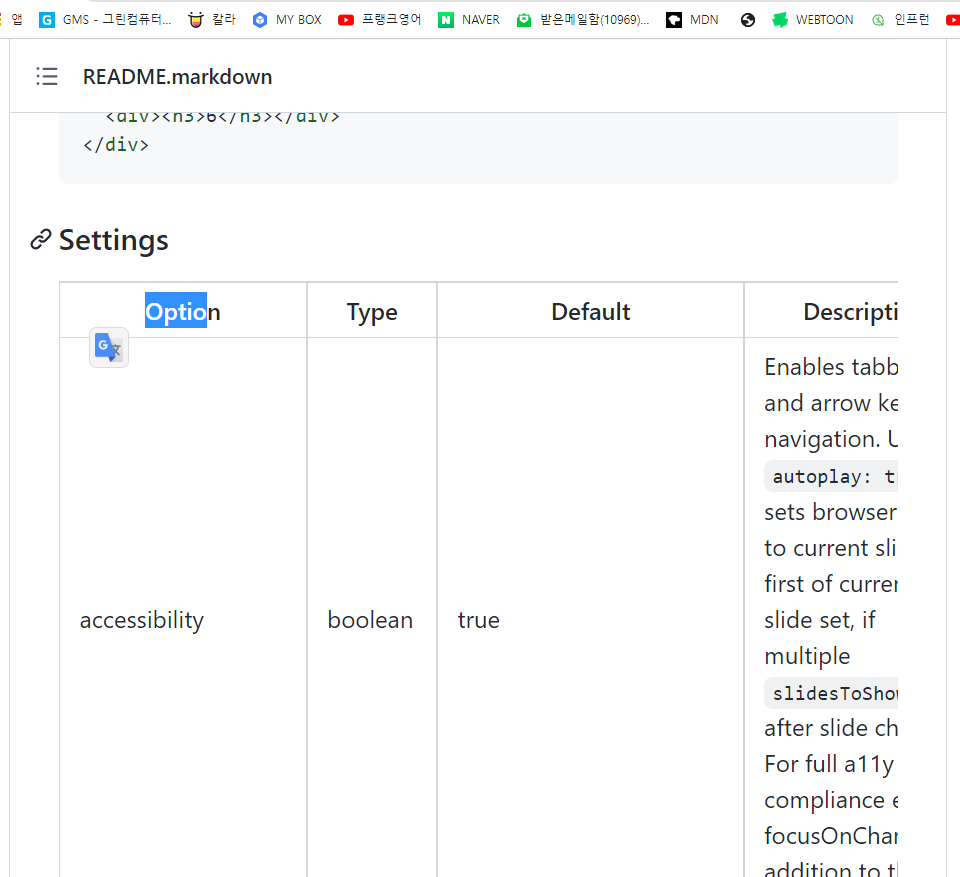 앱 GMS - 그린컴퓨터... 칼라 MY BOX 프랭크영어 NAVER 받은메일함(10969)... MDN WEBTOON 인프런
README.markdown
<div><h3>6</h3></div>
</div>
Settings
Option Type Default Descripti
Enables tabb
and arrow ke
navigation. U
autoplay: t
sets browser
to current sli
first of currer
accessibility boolean true slide set, if
multiple
slidesToShow
after slide ch
For full a11y
compliance e
focusOnChar
addition to t